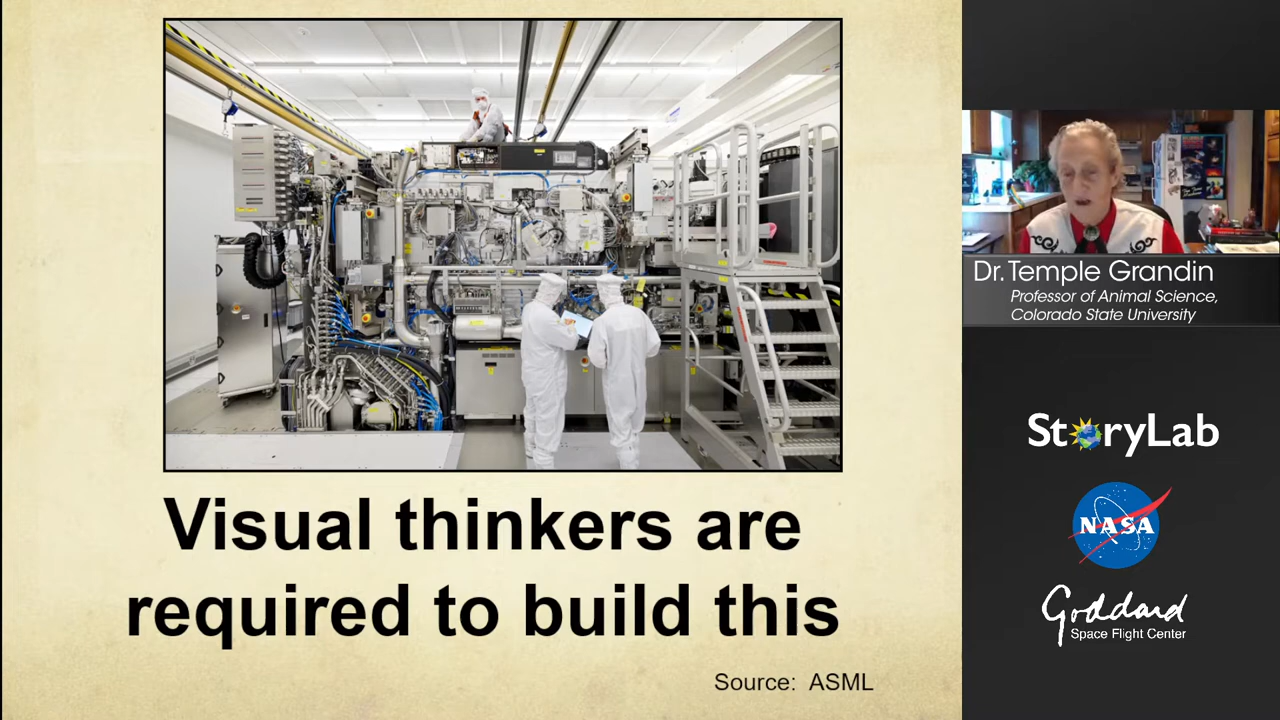 Visual thinkers are
required to build this
Source: ASML
Dr. Temple Grandin
Professor of Animal Science,
Colorado State University
StoryLab
NASA
Goddard
Space Flight Center